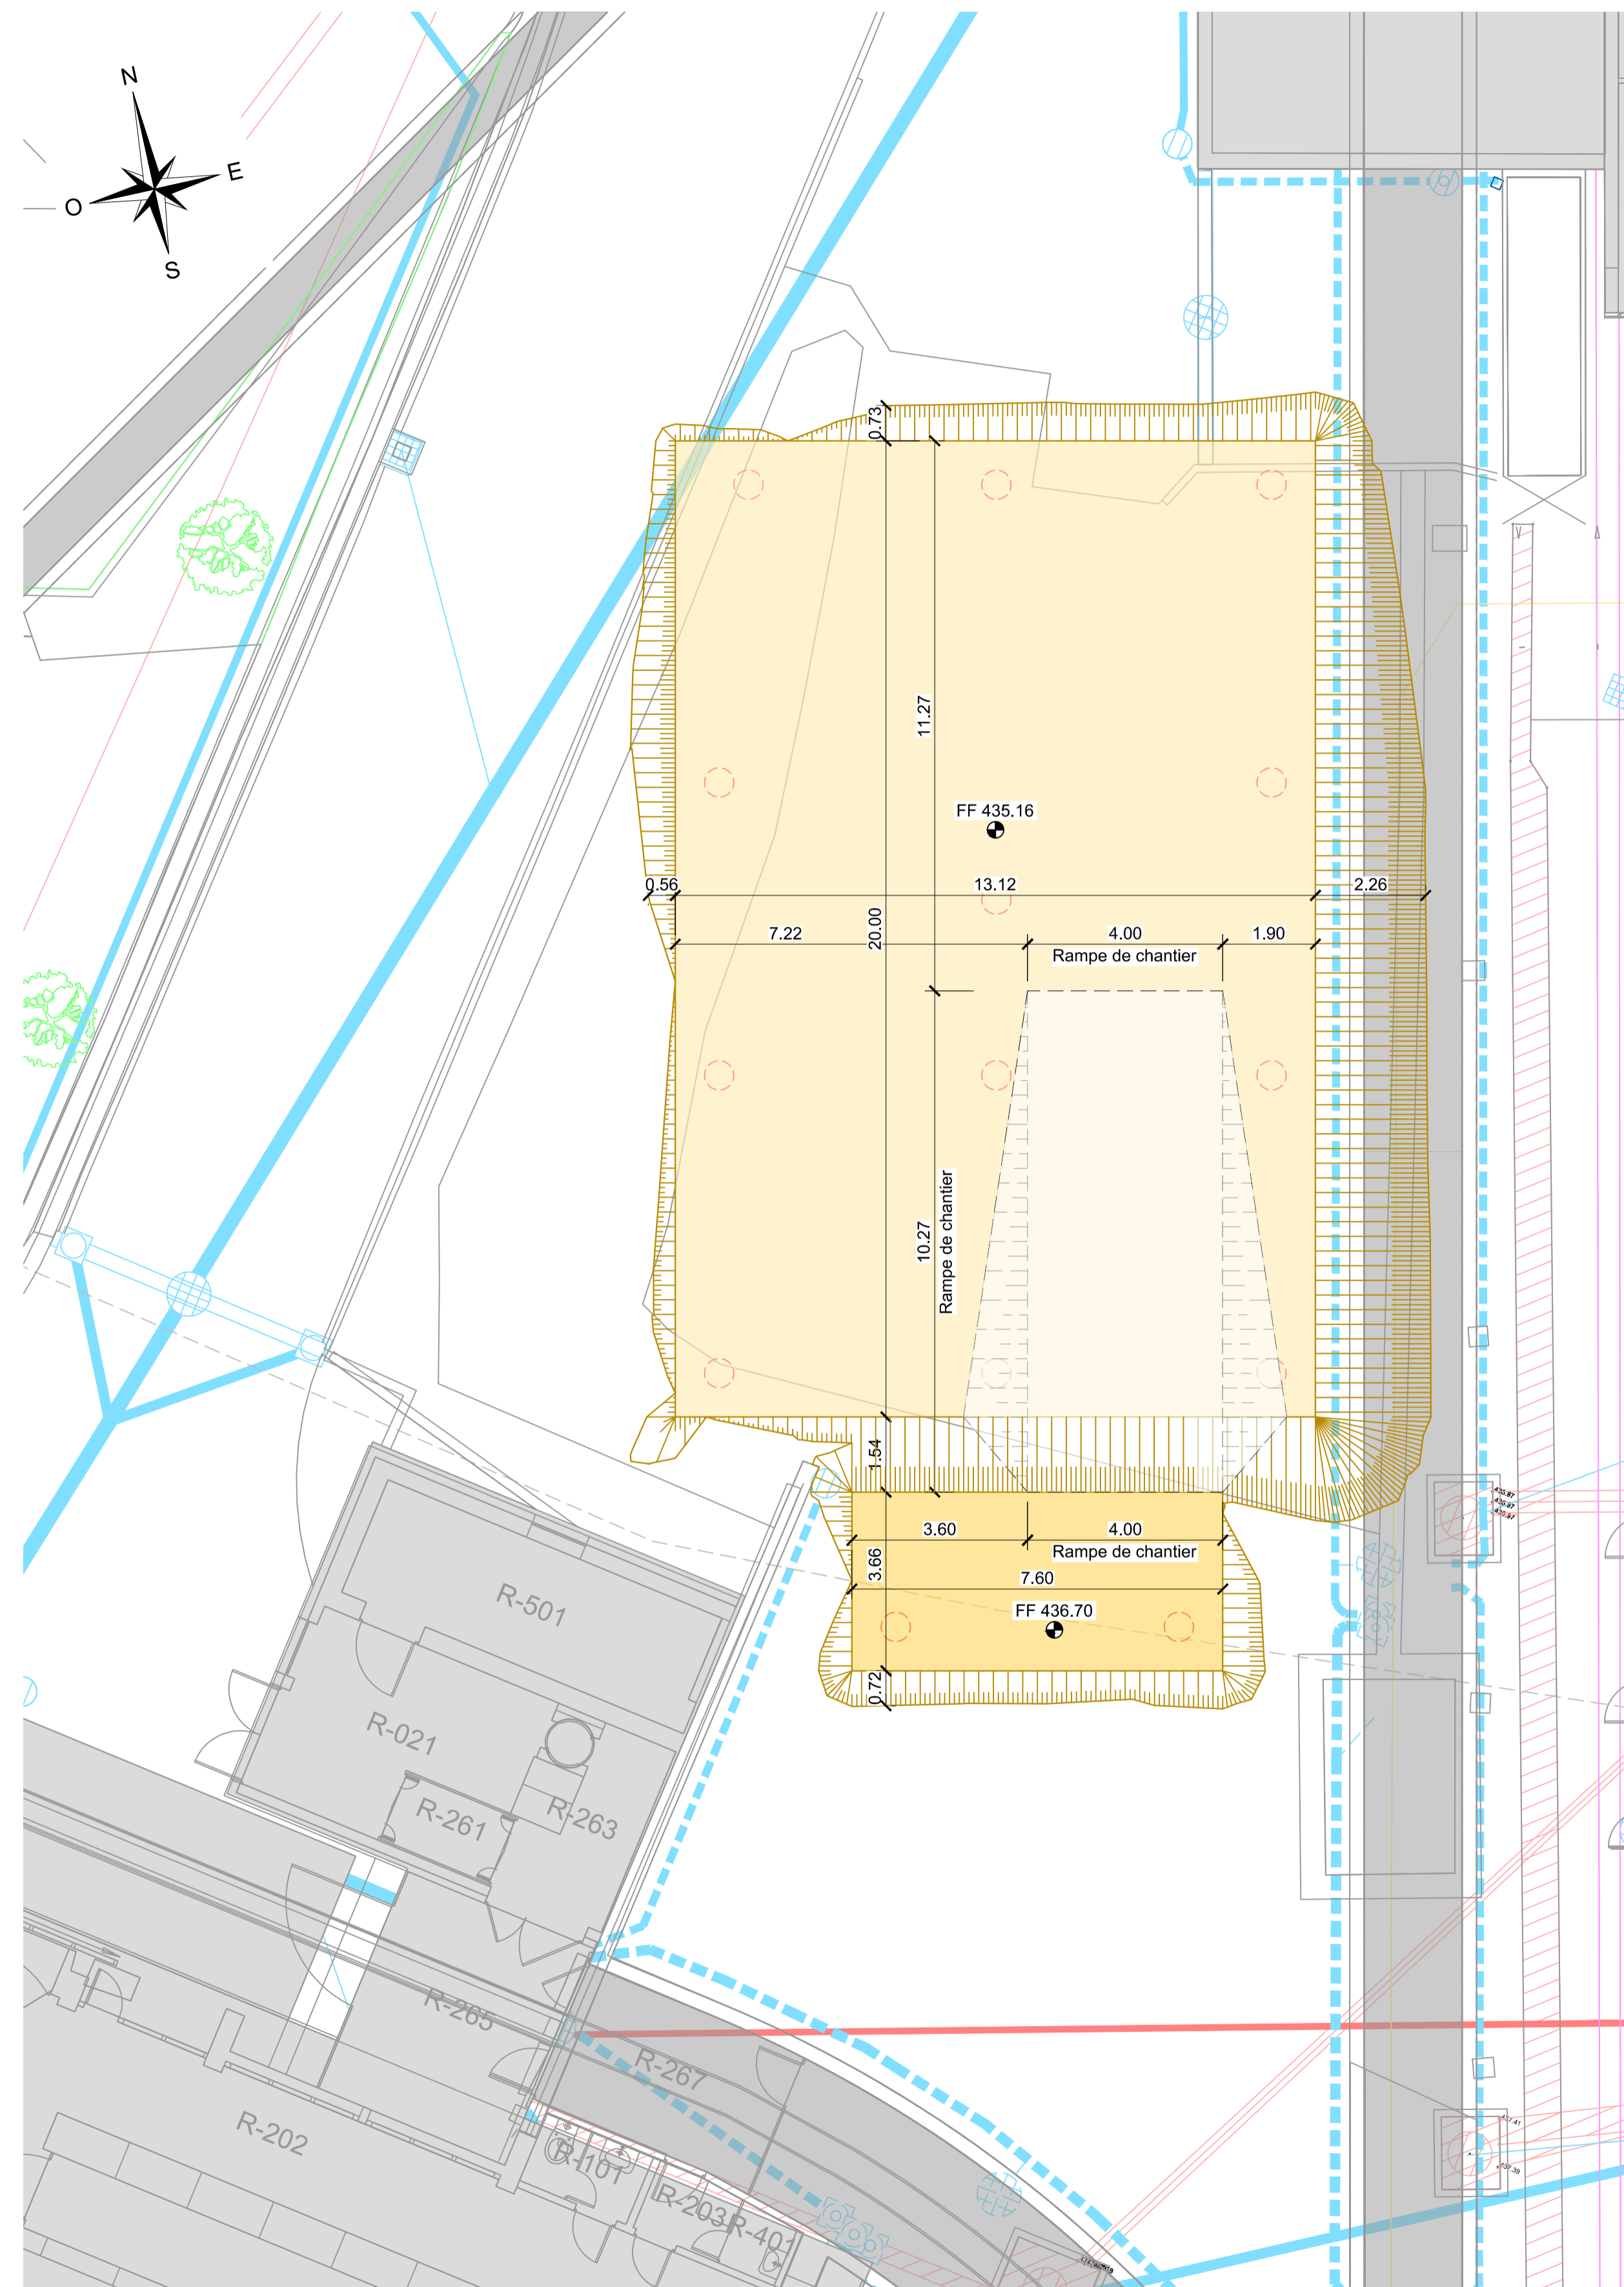 N
E
O
S
0.73
11.27
FF 435.16
0.56
13.12
2.26
20.00
7.22
4.00
1.90
Rampe de chantier
10.27
Rampe de chantier
1.54
3.60
4.00
Rampe de chantier
3.66
7.60
FF 436.70
0.72
R-501
R-021
R-261
R-263
R-265
R-267
R-202
R-101
R-203
R-401